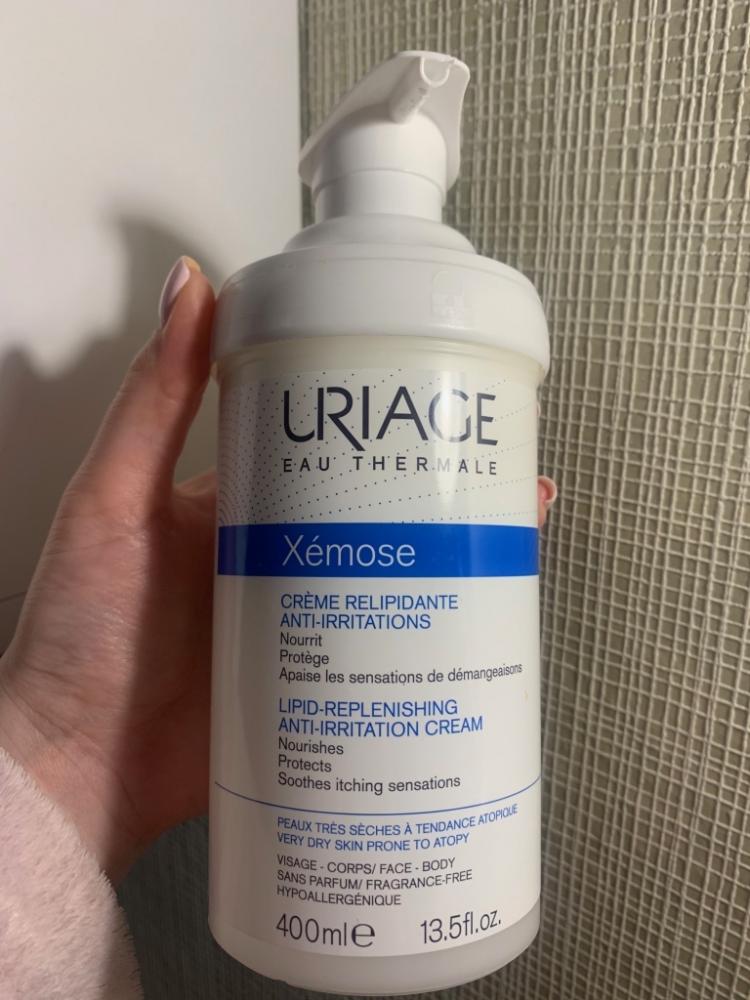 URIAGE
EAU THERMALE
Xémose
CRÈME RELIPIDANTE
ANTI-IRRITATIONS
Nourrit
Protège
Apaise les sensations de démangeaisons
LIPID-REPLENISHING
ANTI-IRRITATION CREAM
Nourishes
Protects
Soothes itching sensations
PEAUX TRÈS SÈCHES À TENDANCE ATOPIQUE
VERY DRY SKIN PRONE TO ATOPY
VISAGE - CORPS/ FACE - BODY
SANS PARFUM/ FRAGRANCE-FREE
HYPOALLERGÉNIQUE
400ml℮ 13.5fl.oz.